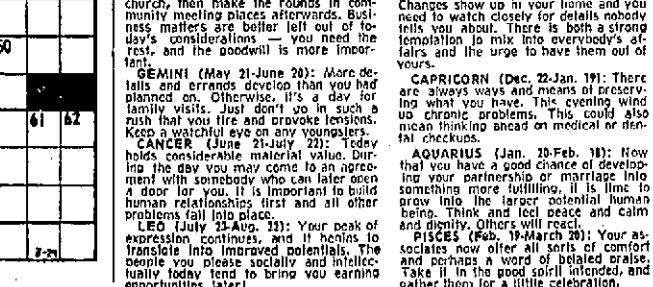 60
61 62
3-21
church, then make the rounds in com-
munity meeting places afterwards. Busi-
ness matters are better left out of to-
day's considerations — you need the
rest, and the goodwill is more impor-
tant.
GEMINI (May 21-June 20): More de-
tails and errands develop than you had
planned on. Otherwise, it's a day for
family visits. Just don't go in such a
rush that you tire and provoke tensions.
Keep a watchful eye on any youngsters.
CANCER (June 21-July 22): Today
holds considerable material value. Dur-
ing the day you may come to an agree-
ment with somebody who can later open
a door for you. It is important to build
human relationships first and all other
problems fall into place.
LEO (July 23-Aug. 22): Your peak of
expression continues, and it begins to
translate into improved potentials. The
people you please socially and intellec-
tually today tend to bring you earning
opportunities later!
Changes show up in your home and you
need to watch closely for details nobody
tells you about. There is both a strong
temptation to mix into everybody's af-
fairs and the urge to have them out of
yours.
CAPRICORN (Dec. 22-Jan. 19): There
are always ways and means of preserv-
ing what you have. This evening wind
up chronic problems. This could also
mean thinking ahead on medical or den-
tal checkups.
AQUARIUS (Jan. 20-Feb. 18): Now
that you have a good chance of develop-
ing your partnership or marriage into
something more fulfilling, it is time to
grow into the larger potential human
being. Think and feel peace and calm
and dignity. Others will react.
PISCES (Feb. 19-March 20): Your as-
sociates now offer all sorts of comfort
and perhaps a word of belated praise.
Take it in the good spirit intended, and
gather them for a little celebration.